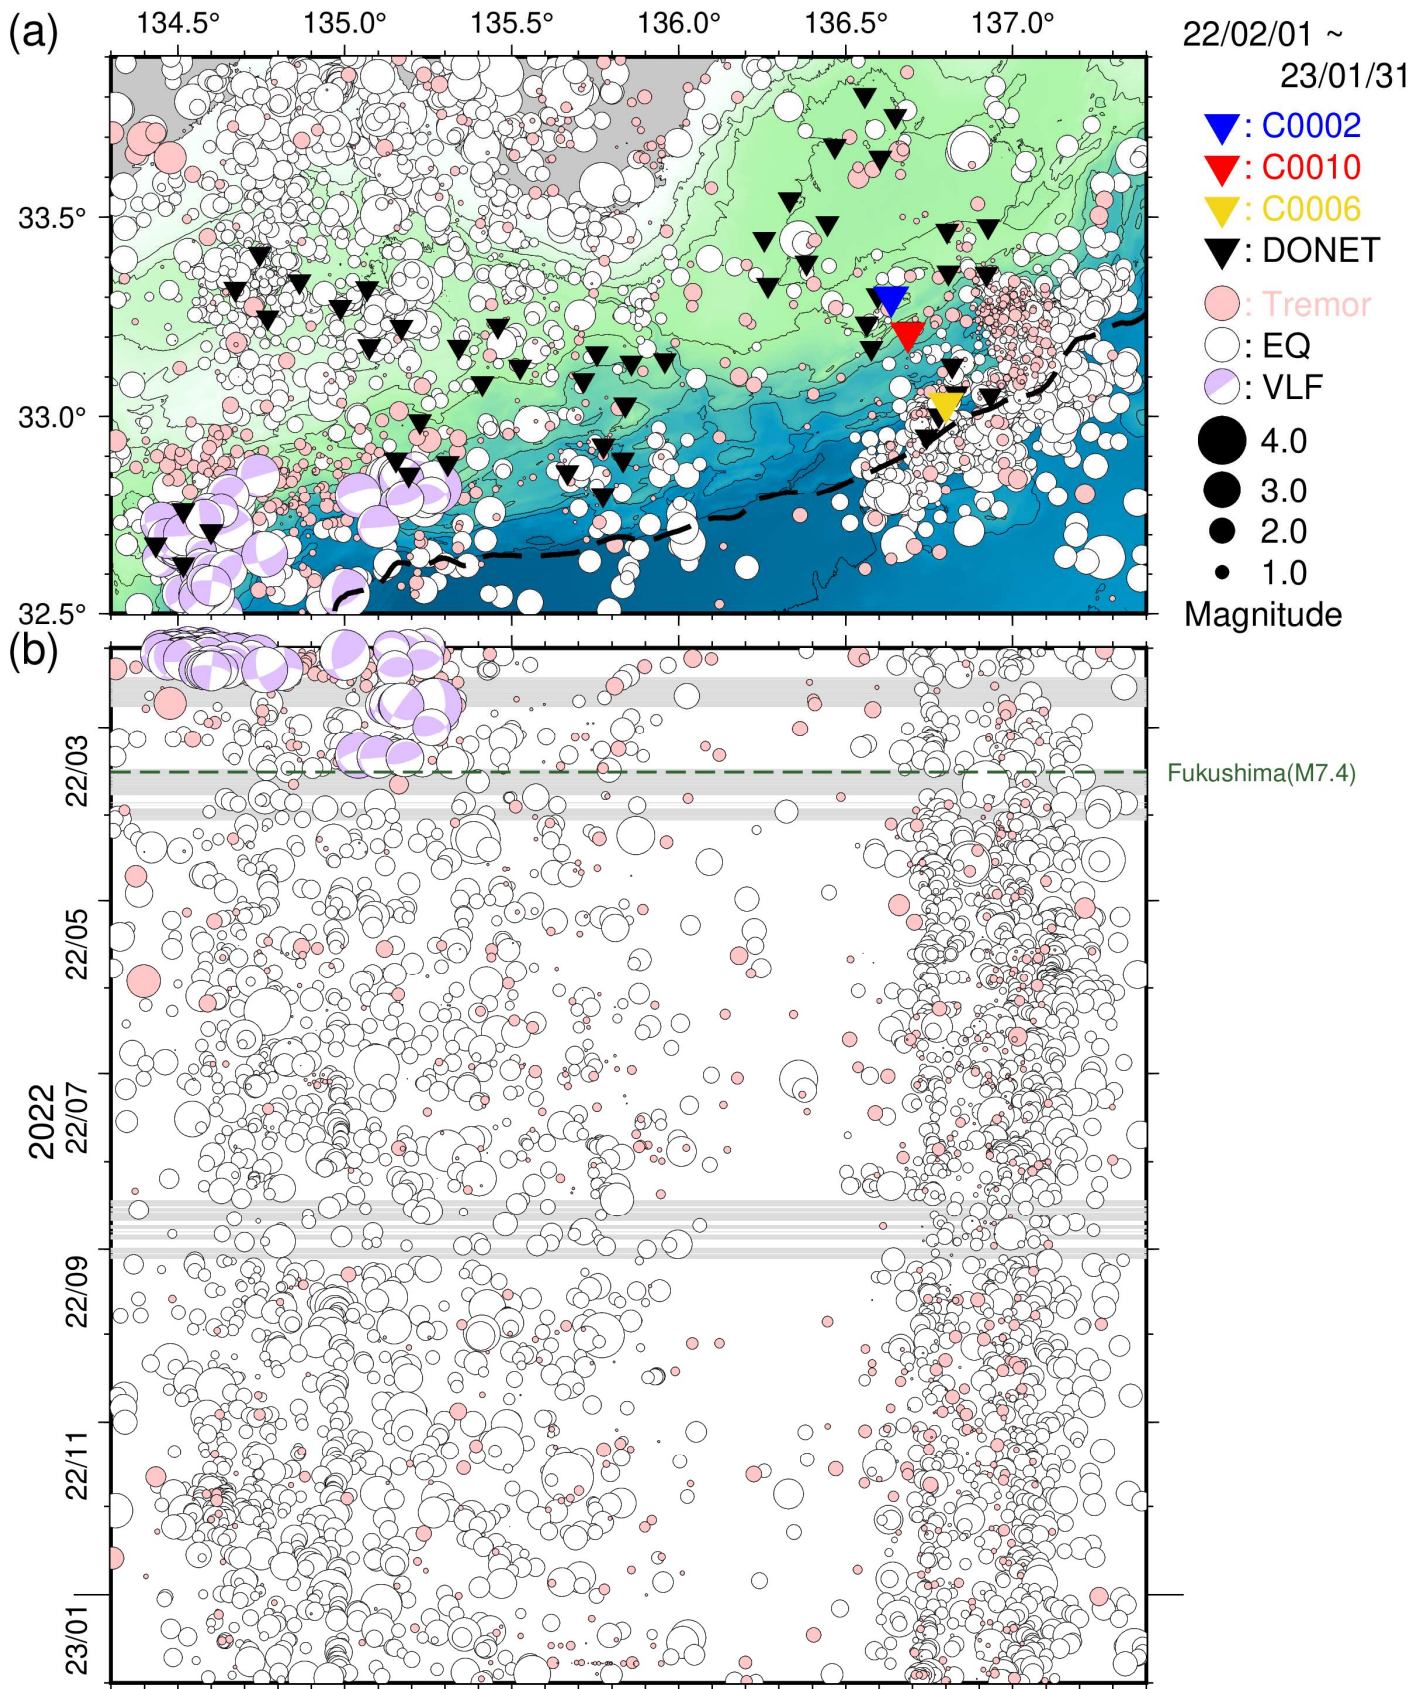 (a)
134.5° 135.0° 135.5° 136.0° 136.5° 137.0°
33.5°
33.0°
32.5°
22/02/01 ~
23/01/31
: C0002
: C0010
: C0006
: DONET
: Tremor
: EQ
: VLF
4.0
3.0
2.0
1.0
Magnitude
(b)
22/03
Fukushima(M7.4)
22/05
2022
22/07
22/09
22/11
23/01